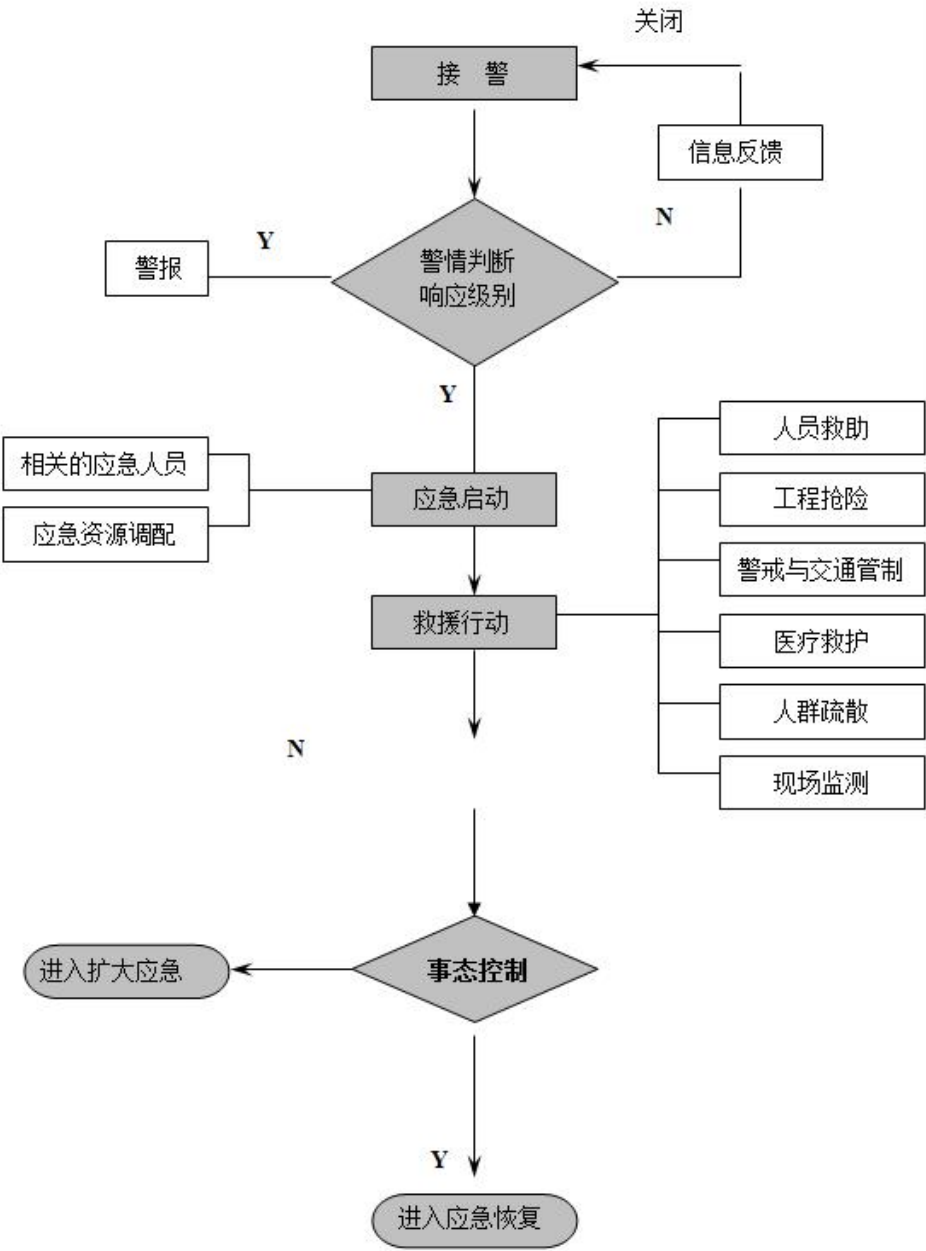 关闭
接 警
信息反馈
N
Y
警报
警情判断
响应级别
Y
人员救助
相关的应急人员
应急启动
工程抢险
应急资源调配
警戒与交通管制
救援行动
医疗救护
人群疏散
N
现场监测
事态控制
进入扩大应急
Y
进入应急恢复